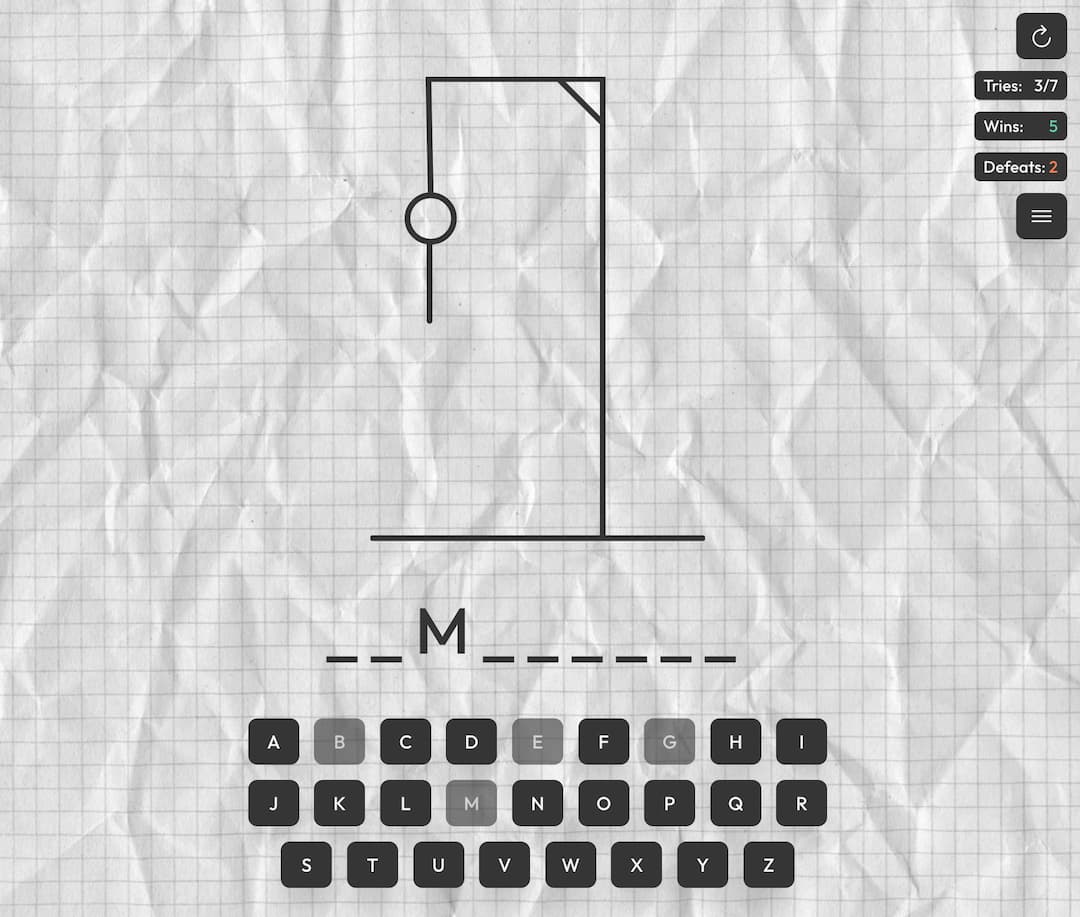 Tries: 3/7
Wins: 5
Defeats: 2
_ _ M _ _ _ _ _ _
A B C D E F G H I
J K L M N O P Q R
S T U V W X Y Z